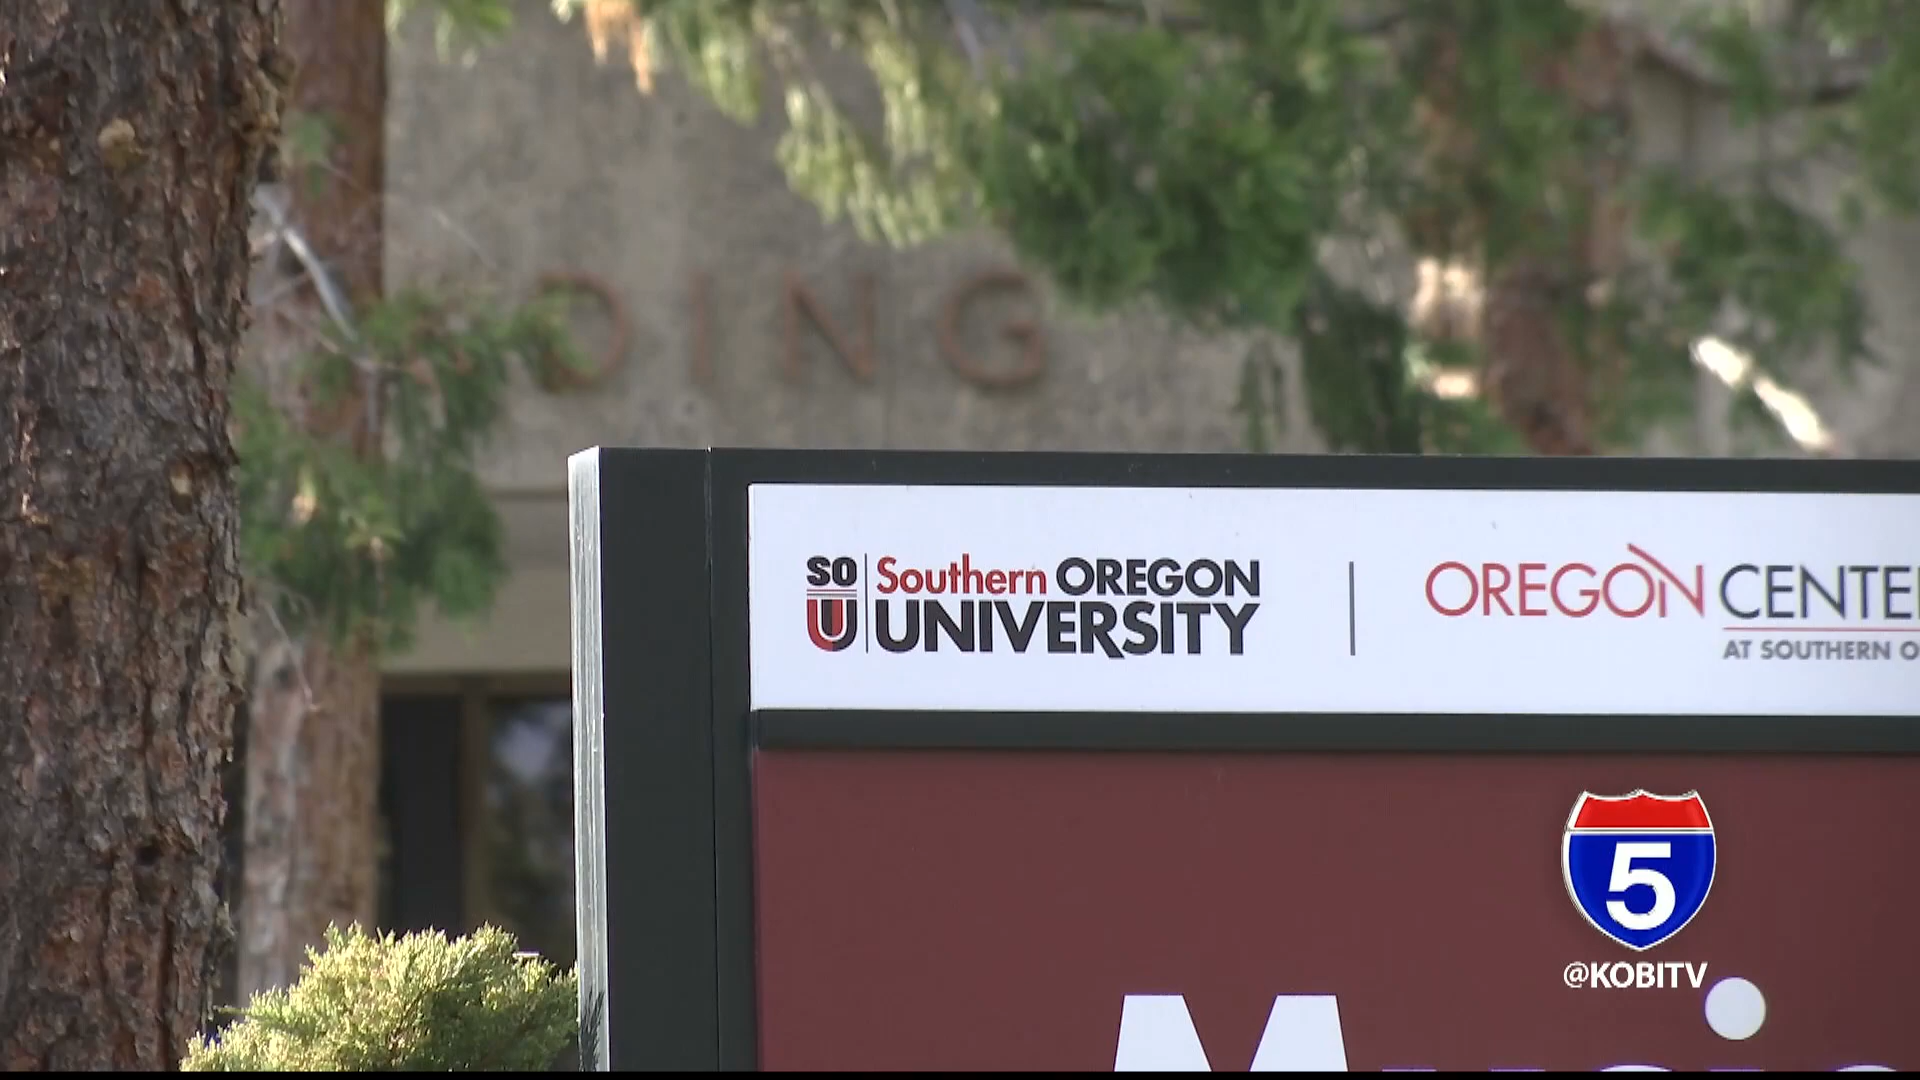 DING
SO
U
Southern OREGON
UNIVERSITY
OREGON CENTE
AT SOUTHERN O
5
@KOBITV